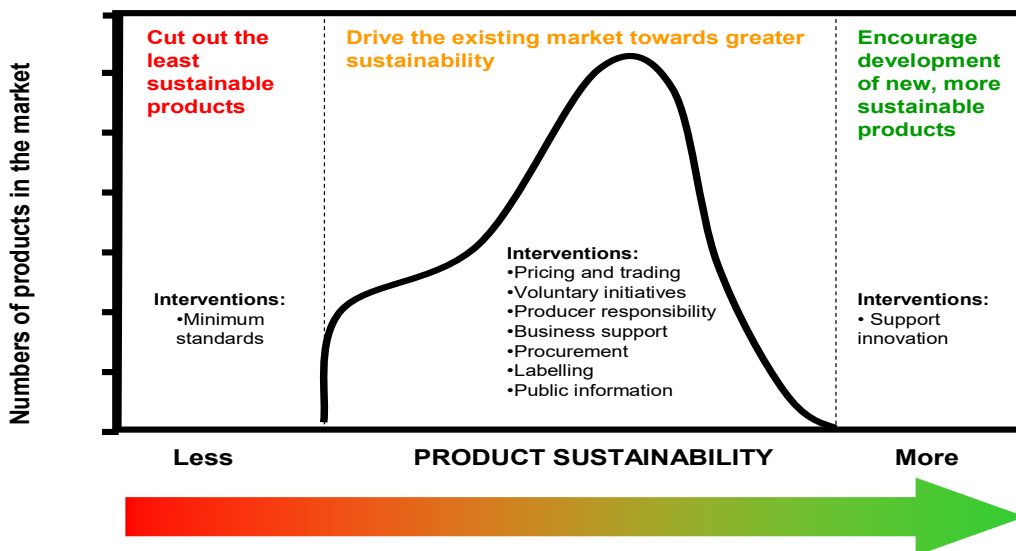 Numbers of products in the market
Cut out the
least
sustainable
products
Drive the existing market towards greater
sustainability
Encourage
development
of new, more
sustainable
products
Interventions:
•Minimum
standards
Interventions:
•Pricing and trading
•Voluntary initiatives
•Producer responsibility
•Business support
•Procurement
•Labelling
•Public information
Interventions:
• Support
innovation
Less
PRODUCT SUSTAINABILITY
More